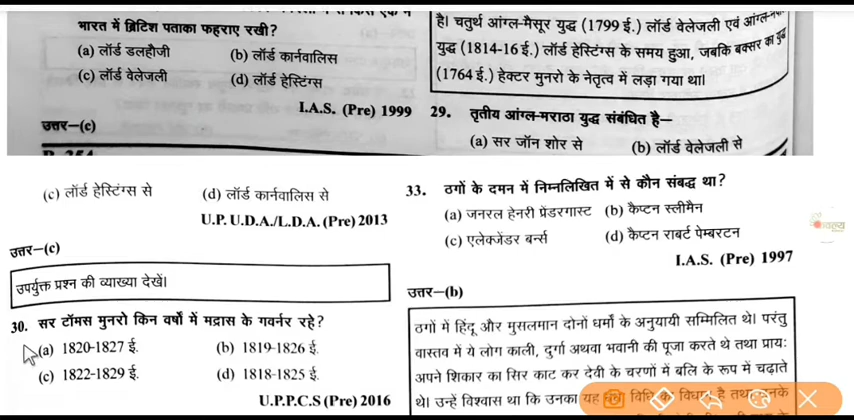 भारत में ब्रिटिश पताका फहराए रखी?
(a) लॉर्ड डलहौजी (b) लॉर्ड कार्नवालिस
(c) लॉर्ड वेलेजली (d) लॉर्ड हेस्टिंग्स
I.A.S. (Pre) 1999
उत्तर—(c)
है। चतुर्थ आंग्ल-मैसूर युद्ध (1799 ई.) लॉर्ड वेलेजली एवं
युद्ध (1814-16 ई.) लॉर्ड हेस्टिंग्स के समय हुआ, जबकि बक्सर का युद्ध
(1764 ई.) हेक्टर मुनरो के नेतृत्व में लड़ा गया था।
29. तृतीय आंग्ल-मराठा युद्ध संबंधित है—
(a) सर जॉन शोर से (b) लॉर्ड वेलेजली से
(c) लॉर्ड हेस्टिंग्स से (d) लॉर्ड कार्नवालिस से
U.P. U.D.A./L.D.A. (Pre) 2013
उत्तर—(c)
उपर्युक्त प्रश्न की व्याख्या देखें।
30. सर टॉमस मुनरो किन वर्षों में मद्रास के गवर्नर रहे?
(a) 1820-1827 ई. (b) 1819-1826 ई.
(c) 1822-1829 ई. (d) 1818-1825 ई.
U.P.P.C.S (Pre) 2016
33. ठगों के दमन में निम्नलिखित में से कौन संबद्ध था?
(a) जनरल हेनरी प्रेंडरगास्ट (b) कैप्टन स्लीमैन
(c) एलेक्जेंडर बर्न्स (d) कैप्टन राबर्ट पेम्बरटन
I.A.S. (Pre) 1997
उत्तर—(b)
ठगों में हिंदू और मुसलमान दोनों धर्मों के अनुयायी सम्मिलित थे। परंतु
वास्तव में ये लोग काली, दुर्गा अथवा भवानी की पूजा करते थे तथा प्रायः
अपने शिकार का सिर काट कर देवी के चरणों में बलि के रूप में चढ़ाते
थे। उन्हें विश्वास था कि उनका यह